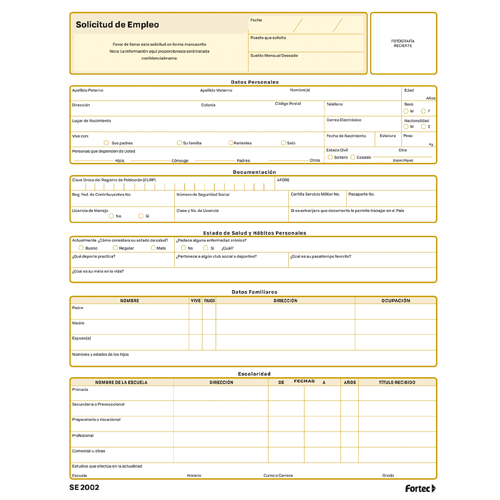 Solicitud de Empleo
Favor de llenar esta solicitud en forma manuscrita
Nota: La información aquí proporcionada será tratada
confidencialmente
Fecha
Puesto que solicita
Sueldo Mensual Deseado
FOTOGRAFÍA
RECIENTE
Datos Personales
Apellido Paterno Apellido Materno Nombre(s) Edad
Años
Dirección Colonia Código Postal Teléfono Sexo
M F
Lugar de Nacimiento Correo Electrónico Nacionalidad
M E
Vive con: Fecha de Nacimiento Estatura Peso
Sus padres Su familia Parientes Solo
Personas que dependen de Usted Estado Civil Otro
Hijos Cónyuge Padres Otros Soltero Casado (especifique)
Documentación
Clave Única del Registro de Población (CURP) AFORE
Reg. Fed. de Contribuyentes No. Número de Seguridad Social Cartilla Servicio Militar No. Pasaporte No.
Licencia de Manejo Clase y No. de Licencia Si es extranjero que documento le permite trabajar en el País
No Si
Estado de Salud y Hábitos Personales
Actualmente ¿Cómo considera su estado de salud? ¿Padece alguna enfermedad crónica?
Bueno Regular Malo No Si ¿Cuál?
¿Qué deporte practica? ¿Pertenece a algún club social o deportivo? ¿Cuál es su pasatiempo favorito?
¿Cuál es su meta en la vida?
Datos Familiares
NOMBRE VIVE FINÓ DIRECCIÓN OCUPACIÓN
Padre
Madre
Esposo(a)
Nombres y edades de los hijos
Escolaridad
NOMBRE DE LA ESCUELA DIRECCIÓN DE FECHAS A AÑOS TÍTULO RECIBIDO
Primaria
Secundaria o Prevocacional
Preparatoria o Vocacional
Profesional
Comercial u otras
Estudios que efectúa en la actualidad
Escuela Horario Curso o Carrera Grado
SE 2002
Fortec